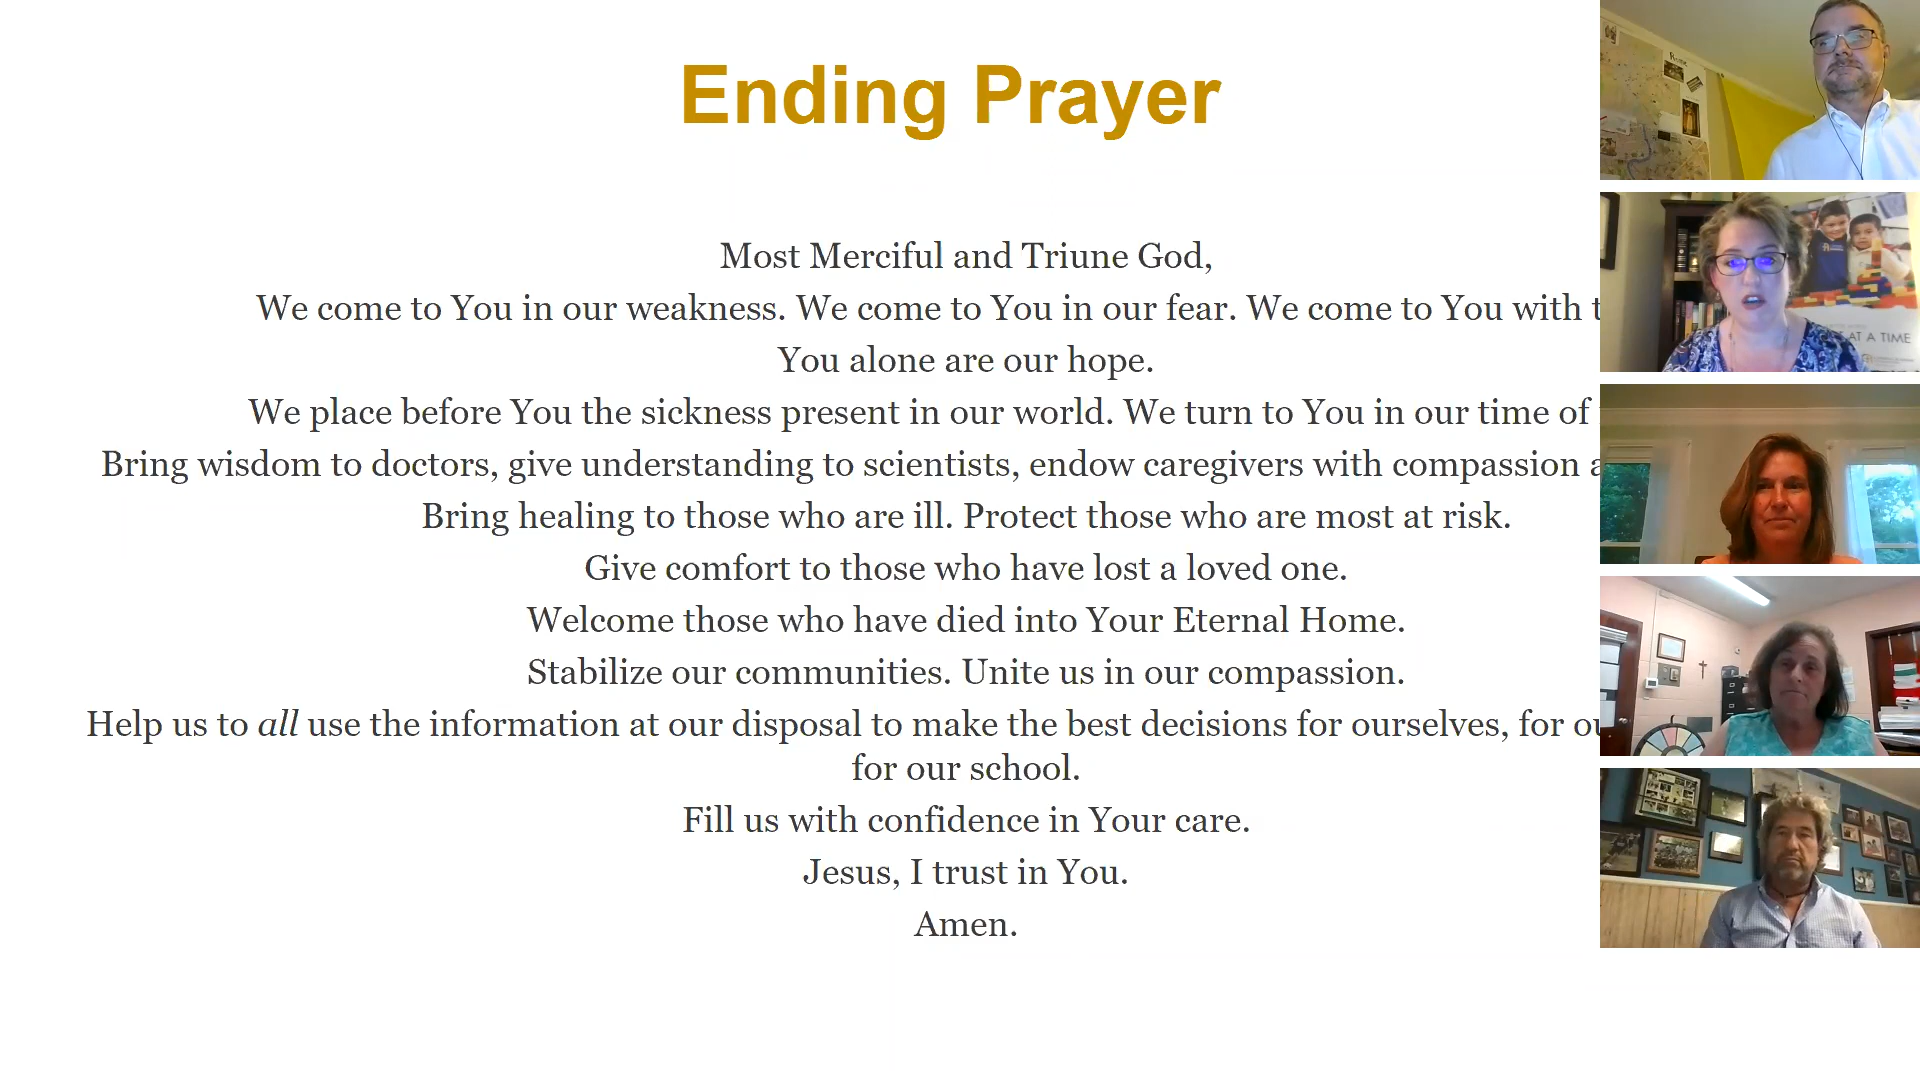 Ending Prayer
Most Merciful and Triune God,
We come to You in our weakness. We come to You in our fear. We come to You with
You alone are our hope.
We place before You the sickness present in our world. We turn to You in our time of
Bring wisdom to doctors, give understanding to scientists, endow caregivers with compassion
Bring healing to those who are ill. Protect those who are most at risk.
Give comfort to those who have lost a loved one.
Welcome those who have died into Your Eternal Home.
Stabilize our communities. Unite us in our compassion.
Help us to all use the information at our disposal to make the best decisions for ourselves, for
for our school.
Fill us with confidence in Your care.
Jesus, I trust in You.
Amen.
Rome
AT A TIME